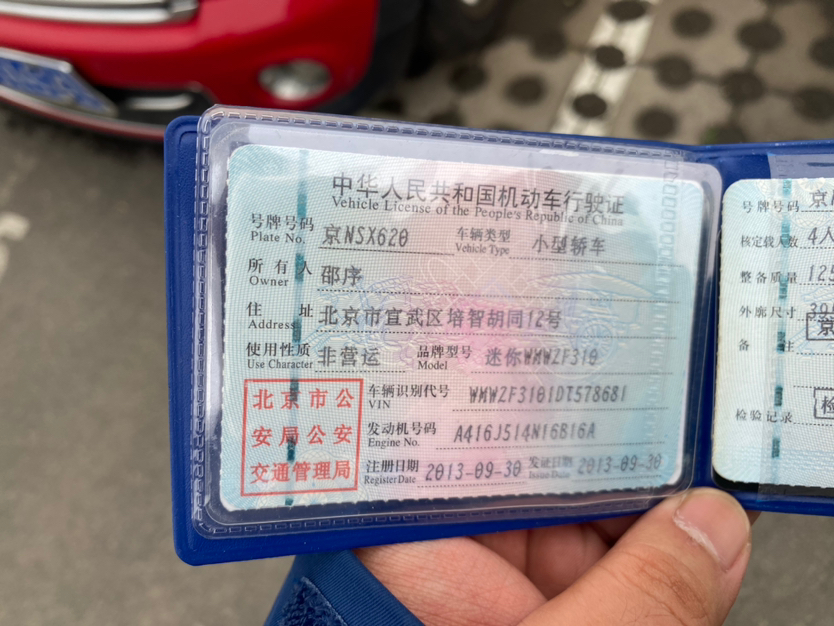 中华人民共和国机动车行驶证
Vehicle License of the People's Republic of China
号牌号码 京NSX620 车辆类型 小型轿车
Plate No. Vehicle Type
所有人 邵序
Owner
住址 北京市宣武区培智胡同12号
Address
使用性质 非营运 品牌型号 迷你WMWZF310
Use Character Model
北京市公安局公安交通管理局
车辆识别代号 WMWZF3101DT578681
VIN
发动机号码 A416J514N16B16A
Engine No.
注册日期 2013-09-30 发证日期 2013-09-30
Register Date Issue Date
号牌号码 京
核定载人数 4人
整备质量 125
外廓尺寸
备注 京
检验记录 检